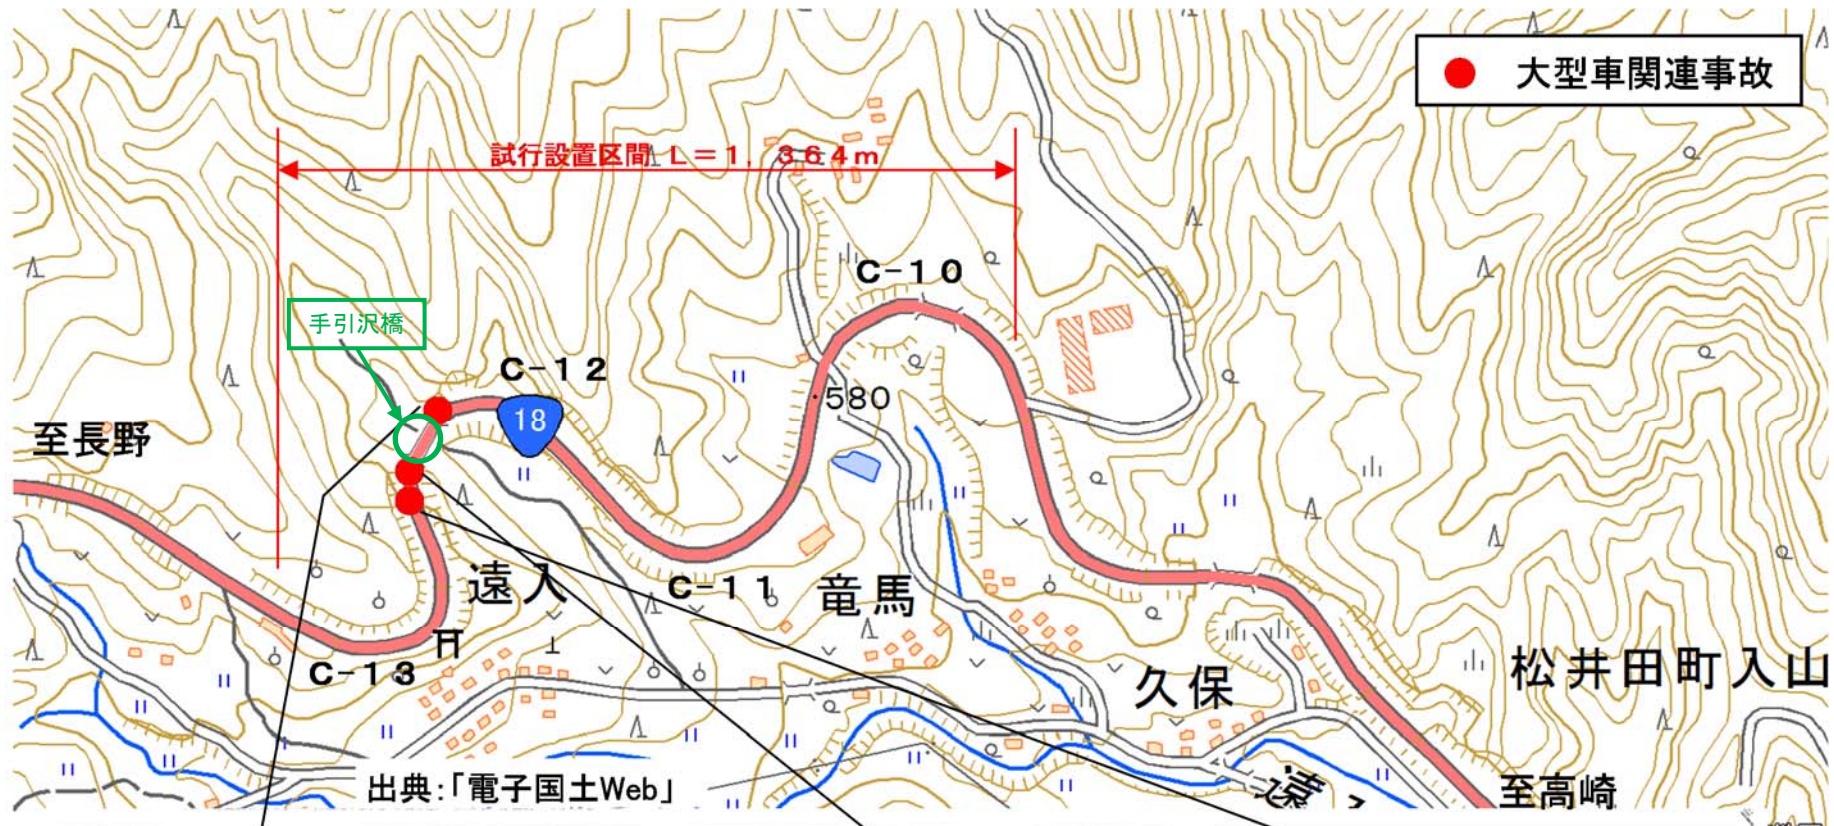 大型車関連事故
試行設置区間 L=1,364m
C-10
手引沢橋
C-12
18
・580
至長野
遠入
C-11
竜馬
C-13
久保
松井田町入山
出典:「電子国土Web」
至高崎